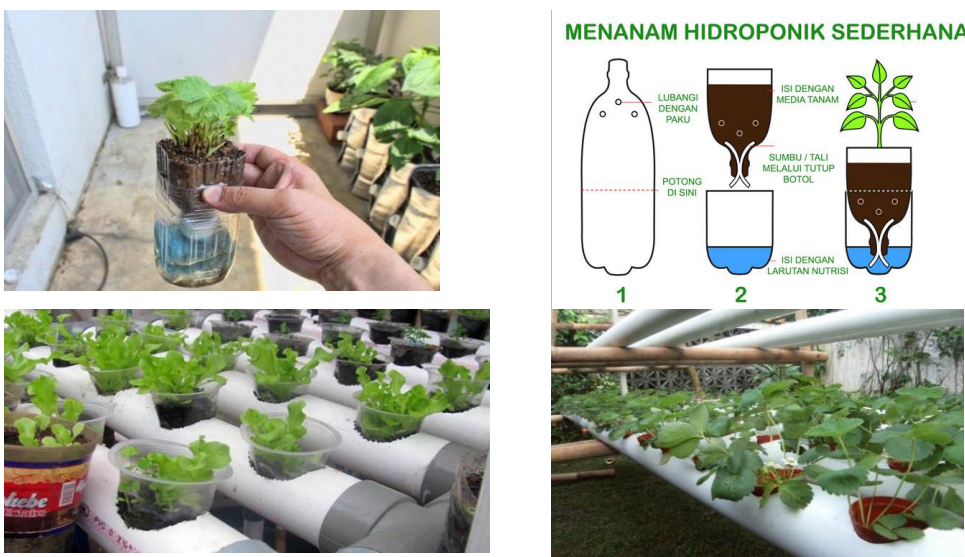 MENANAM HIDROPONIK SEDERHANA
LUBANGI
DENGAN
PAKU
ISI DENGAN
MEDIA TANAM
SUMBU / TALI
MELALUI TUTUP
BOTOL
POTONG
DI SINI
ISI DENGAN
LARUTAN NUTRISI
1
2
3